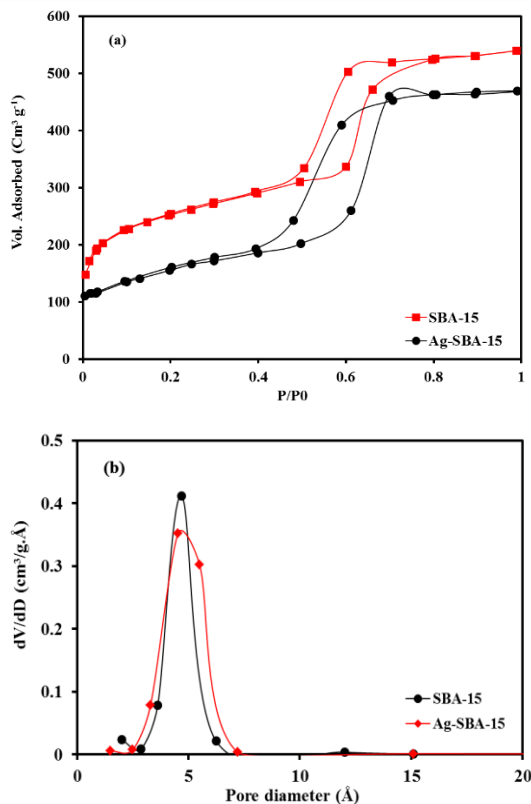 (a)
Vol. Adsorbed (Cm³ g⁻¹)
600
500
400
300
200
100
0
0 0.2 0.4 0.6 0.8 1
P/P0
SBA-15
Ag-SBA-15
(b)
dV/dD (cm³/g.Å)
0.5
0.4
0.3
0.2
0.1
0
0 5 10 15 20
Pore diameter (Å)
SBA-15
Ag-SBA-15